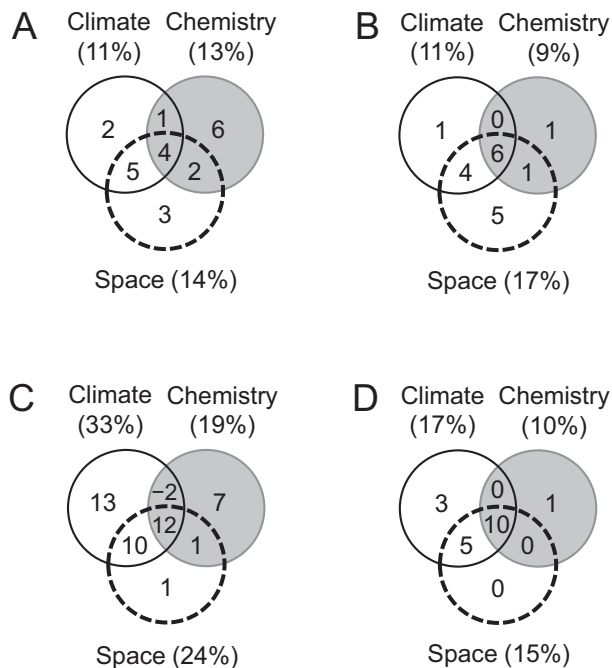 A
Climate
(11%)
Chemistry
(13%)
2
1
6
4
5
2
3
Space (14%)
B
Climate
(11%)
Chemistry
(9%)
1
0
1
6
4
1
5
Space (17%)
C
Climate
(33%)
Chemistry
(19%)
13
−2
7
12
10
1
1
Space (24%)
D
Climate
(17%)
Chemistry
(10%)
3
0
1
10
5
0
0
Space (15%)